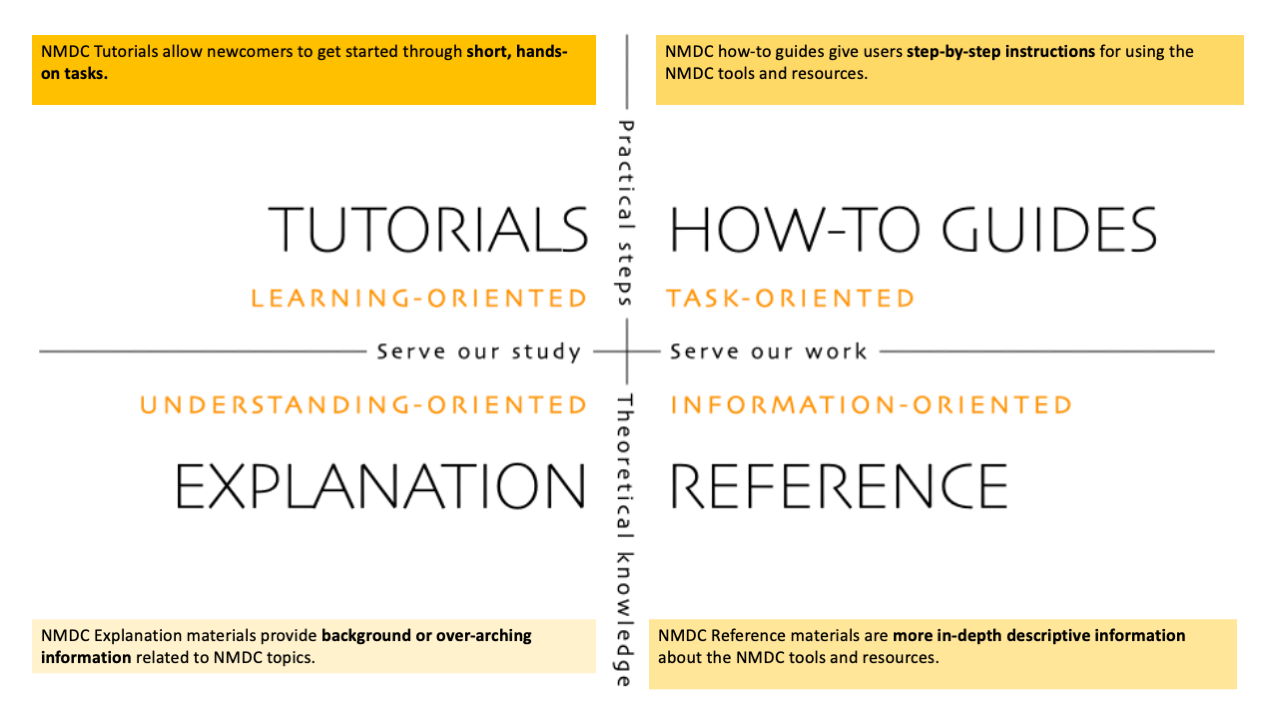 NMDC Tutorials allow newcomers to get started through short, hands-
on tasks.
NMDC how-to guides give users step-by-step instructions for using the
NMDC tools and resources.
Practical steps
TUTORIALS
HOW-TO GUIDES
LEARNING-ORIENTED
TASK-ORIENTED
Serve our study
Serve our work
UNDERSTANDING-ORIENTED
INFORMATION-ORIENTED
Theoretical knowledge
EXPLANATION
REFERENCE
NMDC Explanation materials provide background or over-arching
information related to NMDC topics.
NMDC Reference materials are more in-depth descriptive information
about the NMDC tools and resources.